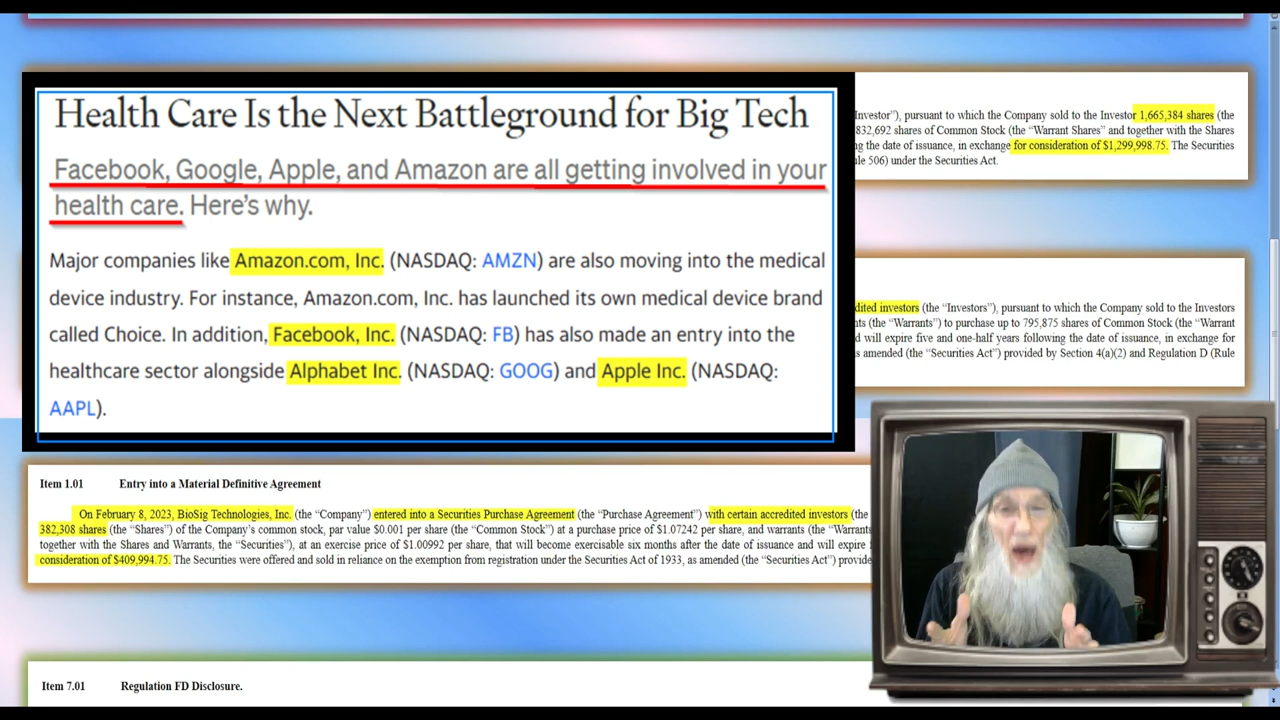 Health Care Is the Next Battleground for Big Tech
Facebook, Google, Apple, and Amazon are all getting involved in your
health care. Here's why.
Major companies like Amazon.com, Inc. (NASDAQ: AMZN) are also moving into the medical
device industry. For instance, Amazon.com, Inc. has launched its own medical device brand
called Choice. In addition, Facebook, Inc. (NASDAQ: FB) has also made an entry into the
healthcare sector alongside Alphabet Inc. (NASDAQ: GOOG) and Apple Inc. (NASDAQ:
AAPL).
Investor”), pursuant to which the Company sold to the Investor 1,665,384 shares (the
832,692 shares of Common Stock (the “Warrant Shares” and together with the Shares
the date of issuance, in exchange for consideration of $1,299,998.75. The Securities
506) under the Securities Act.
investors (the “Investors”), pursuant to which the Company sold to the Investors
(the “Warrants”) to purchase up to 795,875 shares of Common Stock (the “Warrant
will expire five and one-half years following the date of issuance, in exchange for
as amended (the “Securities Act”) provided by Section 4(a)(2) and Regulation D (Rule
Item 1.01 Entry into a Material Definitive Agreement
On February 8, 2023, BioSig Technologies, Inc. (the “Company”) entered into a Securities Purchase Agreement (the “Purchase Agreement”) with certain accredited investors (the
382,308 shares (the “Shares”) of the Company’s common stock, par value $0.001 per share (the “Common Stock”) at a purchase price of $1.07242 per share, and warrants (the “Warrants
together with the Shares and Warrants, the “Securities”), at an exercise price of $1.00992 per share, that will become exercisable six months after the date of issuance and will expire
consideration of $409,994.75. The Securities were offered and sold in reliance on the exemption from registration under the Securities Act of 1933, as amended (the “Securities Act”)
Item 7.01 Regulation FD Disclosure.